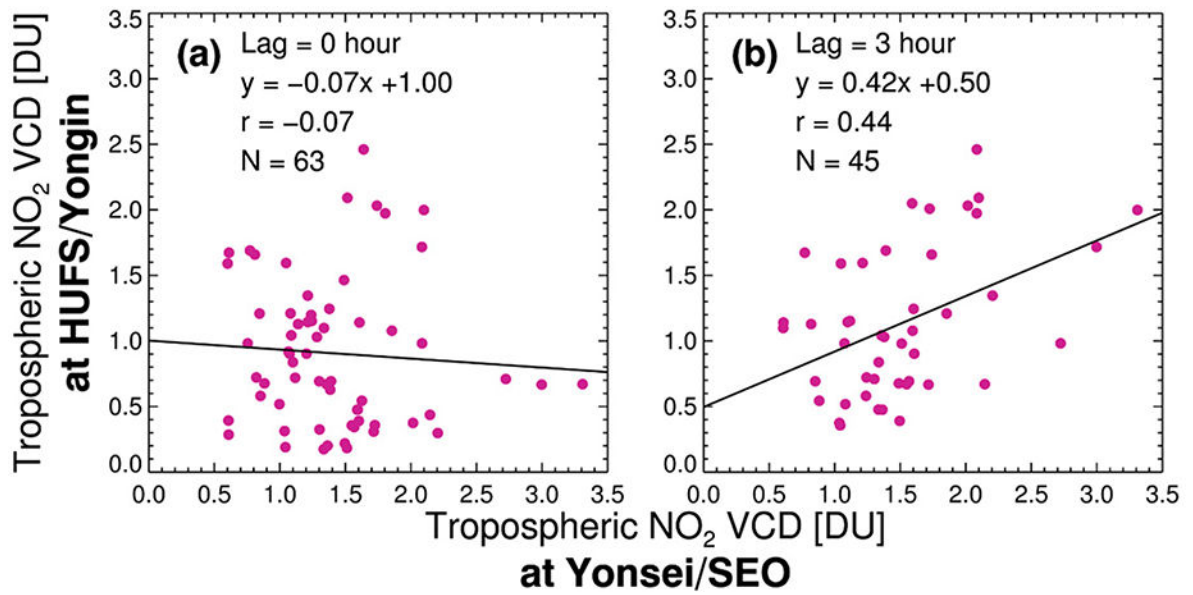 Tropospheric NO₂ VCD [DU]
at HUFS/Yongin
(a)
Lag = 0 hour
y = −0.07x +1.00
r = −0.07
N = 63
3.5
3.0
2.5
2.0
1.5
1.0
0.5
0.0
0.0 0.5 1.0 1.5 2.0 2.5 3.0 3.5
(b)
Lag = 3 hour
y = 0.42x +0.50
r = 0.44
N = 45
3.5
3.0
2.5
2.0
1.5
1.0
0.5
0.0
0.0 0.5 1.0 1.5 2.0 2.5 3.0 3.5
Tropospheric NO₂ VCD [DU]
at Yonsei/SEO